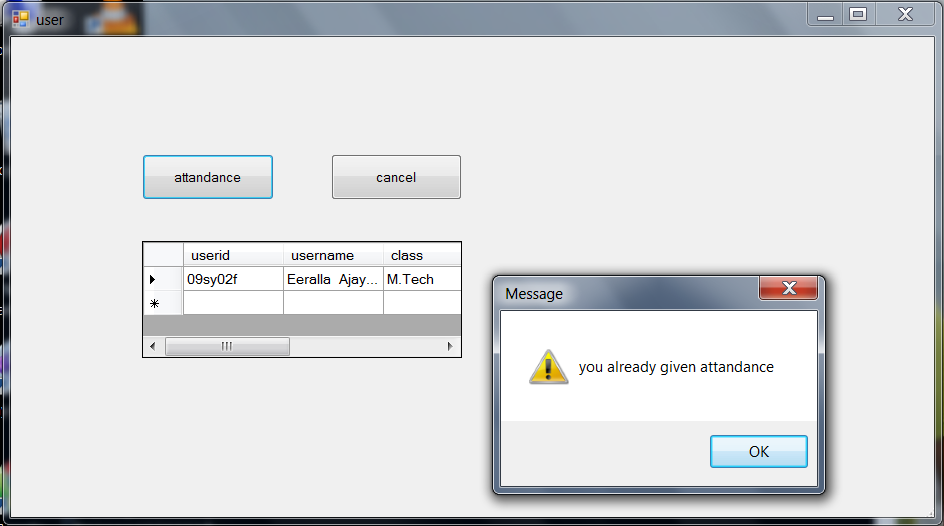 user
attandance cancel
userid username class
09sy02f Eeralla Ajay... M.Tech
Message
you already given attandance
OK